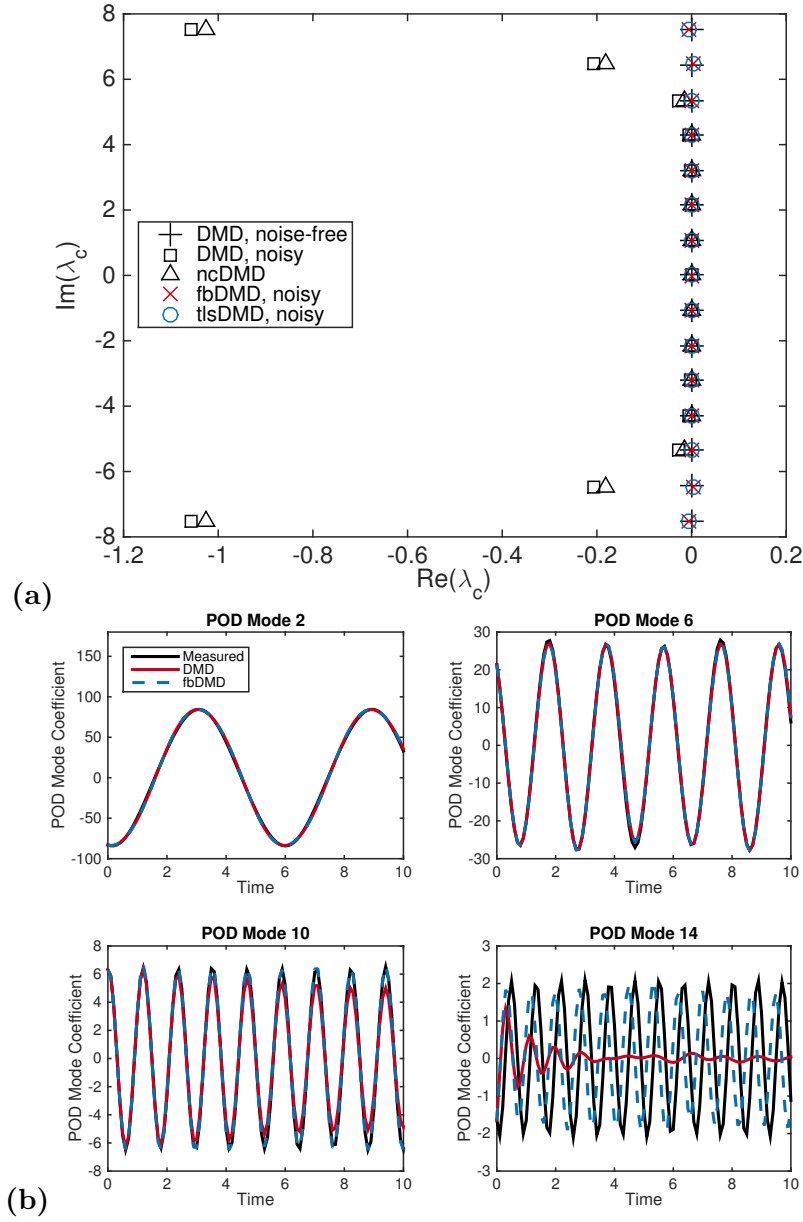 8
6
4
2
0
-2
-4
-6
-8
Im(λ_c)
DMD, noise-free
DMD, noisy
ncDMD
fbDMD, noisy
tlsDMD, noisy
-1.2 -1 -0.8 -0.6 -0.4 -0.2 0 0.2
Re(λ_c)
(a)
POD Mode 2
150
100
50
0
-50
-100
POD Mode Coefficient
Measured
DMD
fbDMD
0 2 4 6 8 10
Time
POD Mode 6
30
20
10
0
-10
-20
-30
POD Mode Coefficient
0 2 4 6 8 10
Time
POD Mode 10
8
6
4
2
0
-2
-4
-6
-8
POD Mode Coefficient
0 2 4 6 8 10
Time
POD Mode 14
3
2
1
0
-1
-2
-3
POD Mode Coefficient
0 2 4 6 8 10
Time
(b)